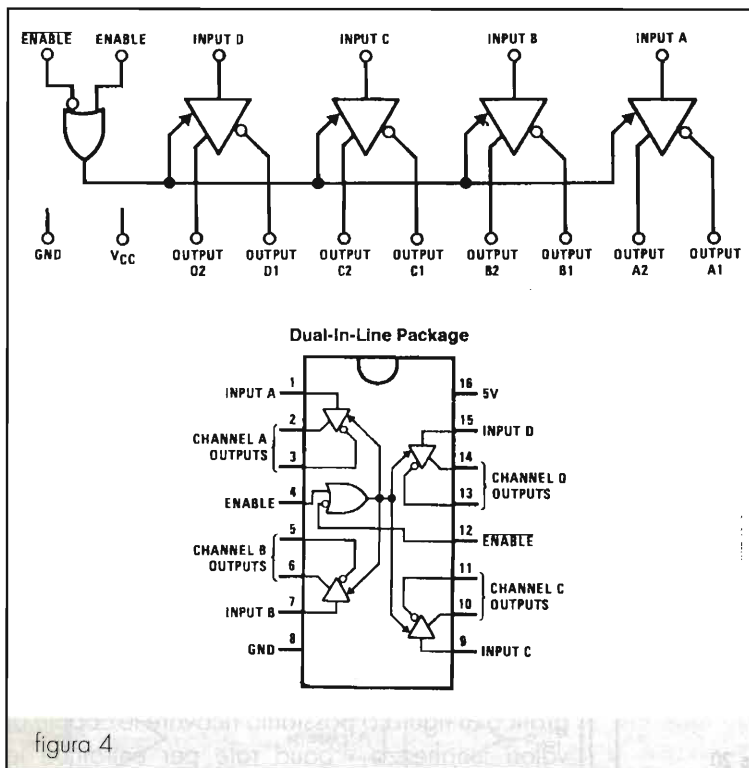 ENABLE ENABLE INPUT D INPUT C INPUT B INPUT A
GND VCC OUTPUT O2 OUTPUT D1 OUTPUT C2 OUTPUT C1 OUTPUT B2 OUTPUT B1 OUTPUT A2 OUTPUT A1
Dual-In-Line Package
INPUT A 1
2
CHANNEL A
OUTPUTS
3
ENABLE 4
5
CHANNEL B
OUTPUTS
6
INPUT B 7
GND 8
16 5V
15 INPUT D
14
CHANNEL D
OUTPUTS
13
12 ENABLE
11
CHANNEL C
OUTPUTS
10
9 INPUT C
figura 4